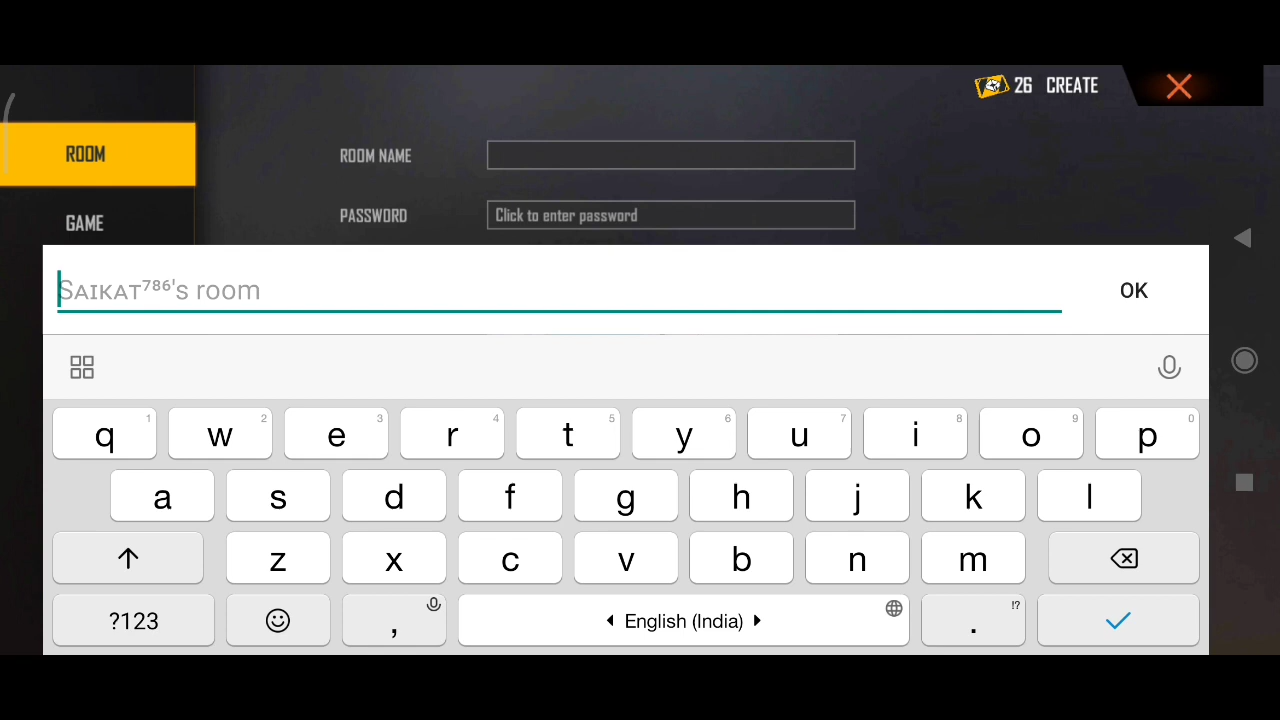 26 CREATE
ROOM
ROOM NAME
PASSWORD Click to enter password
GAME
Sᴀɪᴋᴀᴛ⁷⁸⁶'s room
OK
q 1 w 2 e 3 r 4 t 5 y 6 u 7 i 8 o 9 p 0
a s d f g h j k l
z x c v b n m
?123 , English (India) . !?